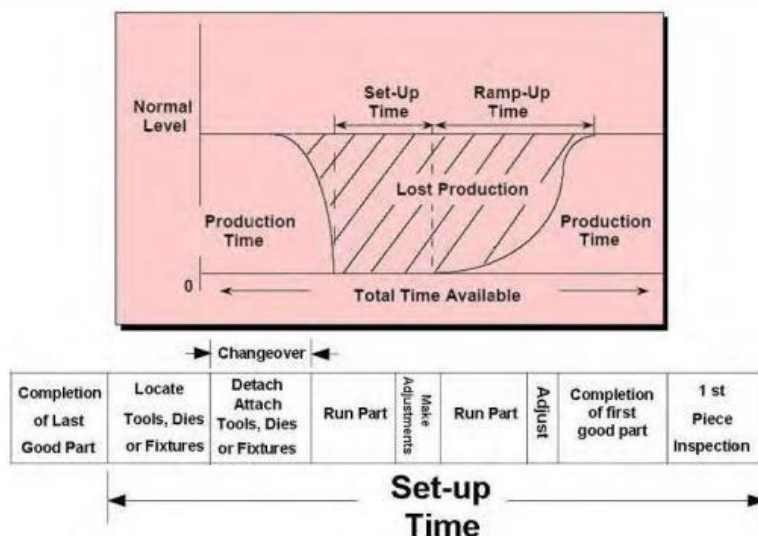 Set-Up
Time
Ramp-Up
Time
Normal
Level
Lost Production
Production
Time
Production
Time
0
Total Time Available
Changeover
Completion
of Last
Good Part
Locate
Tools, Dies
or Fixtures
Detach
Attach
Tools, Dies
or Fixtures
Run Part
Make
Adjustments
Run Part
Adjust
Completion
of first
good part
1 st
Piece
Inspection
Set-up
Time